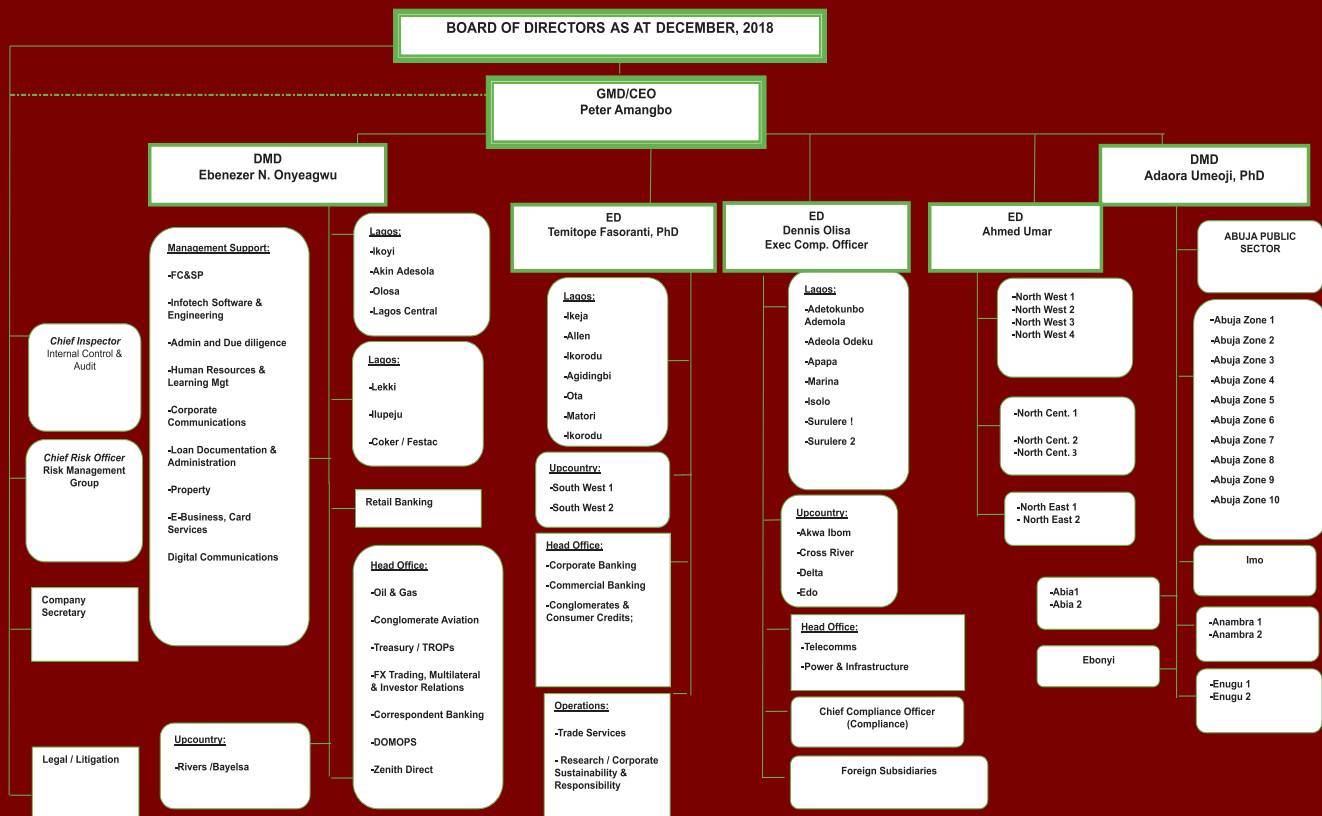 BOARD OF DIRECTORS AS AT DECEMBER, 2018
GMD/CEO
Peter Amangbo
DMD
Ebenezer N. Onyeagwu
DMD
Adaora Umeoji, PhD
ED
Temitope Fasoranti, PhD
ED
Dennis Olisa
Exec Comp. Officer
ED
Ahmed Umar
Chief Inspector
Internal Control &
Audit
Chief Risk Officer
Risk Management
Group
Company
Secretary
Legal / Litigation
Management Support:
-FC&SP
-Infotech Software &
Engineering
-Admin and Due diligence
-Human Resources &
Learning Mgt
-Corporate
Communications
-Loan Documentation &
Administration
-Property
-E-Business, Card
Services
Digital Communications
Upcountry:
-Rivers /Bayelsa
Lagos:
-Ikoyi
-Akin Adesola
-Olosa
-Lagos Central
Lagos:
-Lekki
-Ilupeju
-Coker / Festac
Retail Banking
Head Office:
-Oil & Gas
-Conglomerate Aviation
-Treasury / TROPs
-FX Trading, Multilateral
& Investor Relations
-Correspondent Banking
-DOMOPS
-Zenith Direct
Lagos:
-Ikeja
-Allen
-Ikorodu
-Agidingbi
-Ota
-Matori
-Ikorodu
Upcountry:
-South West 1
-South West 2
Head Office:
-Corporate Banking
-Commercial Banking
-Conglomerates &
Consumer Credits;
Operations:
-Trade Services
- Research / Corporate
Sustainability &
Responsibility
Lagos:
-Adetokunbo
Ademola
-Adeola Odeku
-Apapa
-Marina
-Isolo
-Surulere !
-Surulere 2
Upcountry:
-Akwa Ibom
-Cross River
-Delta
-Edo
Head Office:
-Telecomms
-Power & Infrastructure
Chief Compliance Officer
(Compliance)
Foreign Subsidiaries
-North West 1
-North West 2
-North West 3
-North West 4
-North Cent. 1
-North Cent. 2
-North Cent. 3
-North East 1
- North East 2
ABUJA PUBLIC
SECTOR
-Abuja Zone 1
-Abuja Zone 2
-Abuja Zone 3
-Abuja Zone 4
-Abuja Zone 5
-Abuja Zone 6
-Abuja Zone 7
-Abuja Zone 8
-Abuja Zone 9
-Abuja Zone 10
Imo
-Abia1
-Abia 2
-Anambra 1
-Anambra 2
Ebonyi
-Enugu 1
-Enugu 2